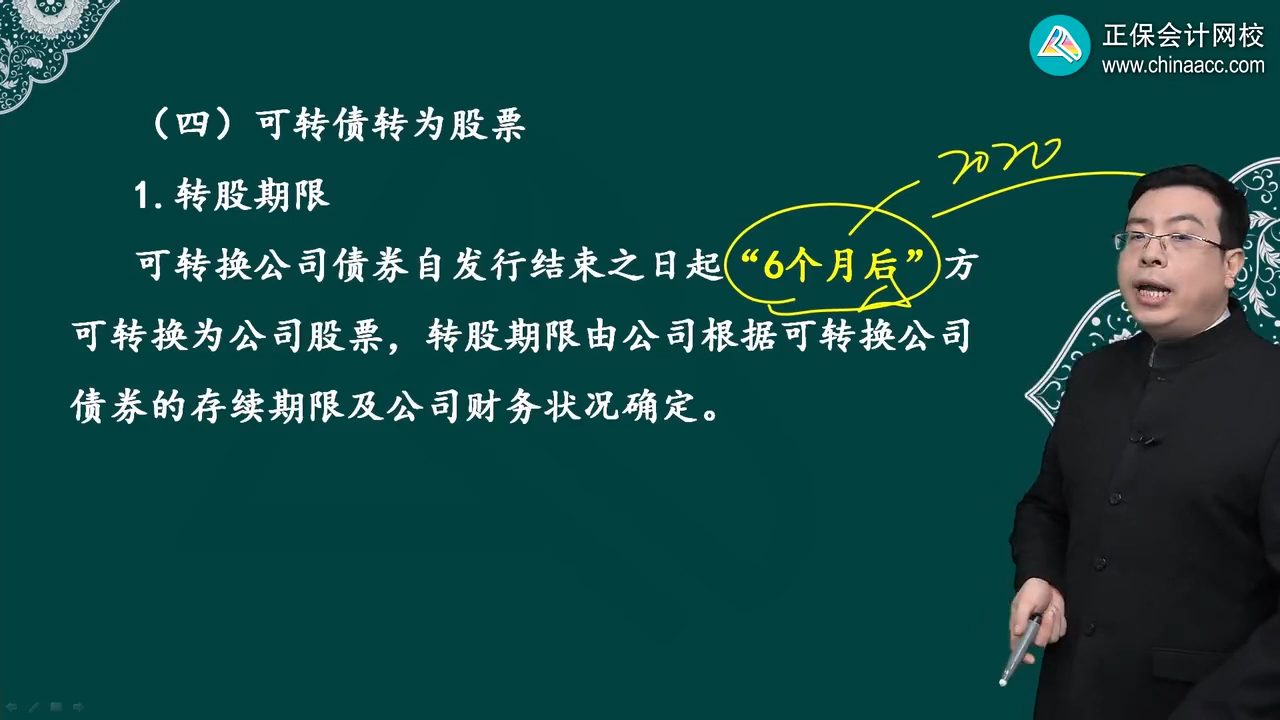 正保会计网校
www.chinaacc.com
（四）可转债转为股票
1.转股期限
2020
可转换公司债券自发行结束之日起“6个月后”方
可转换为公司股票，转股期限由公司根据可转换公司
债券的存续期限及公司财务状况确定。